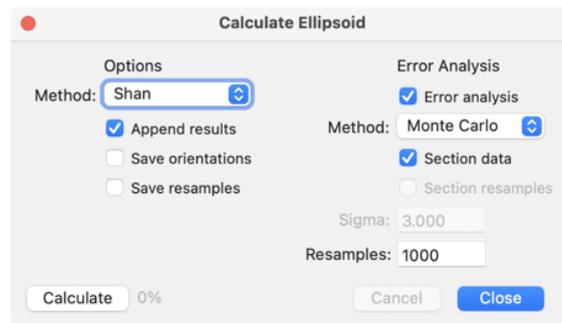 Calculate Ellipsoid
Options
Method: Shan
Append results
Save orientations
Save resamples
Error Analysis
Error analysis
Method: Monte Carlo
Section data
Section resamples
Sigma: 3.000
Resamples: 1000
Calculate 0%
Cancel Close